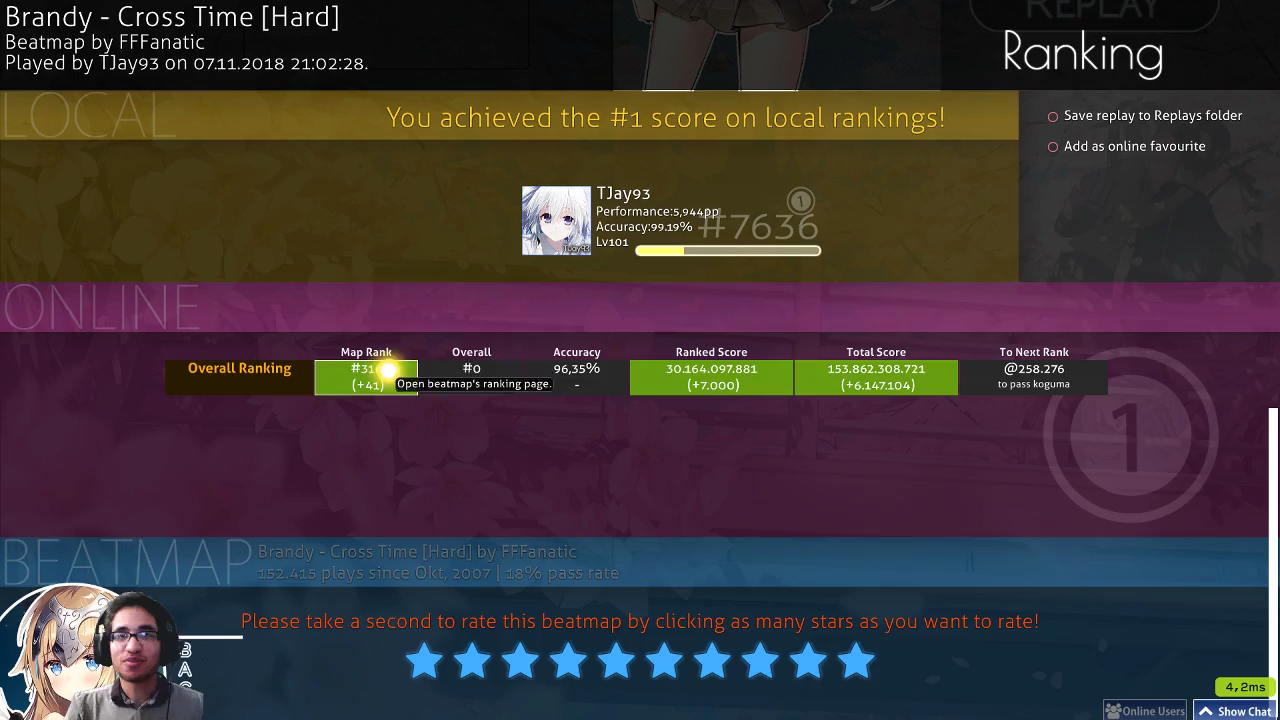 Brandy - Cross Time [Hard]
Beatmap by FFFanatic
Played by TJay93 on 07.11.2018 21:02:28.
REPLAY
Ranking
LOCAL
You achieved the #1 score on local rankings!
Save replay to Replays folder
Add as online favourite
TJay93
Performance:5,944pp
Accuracy:99.19%
Lv101
#7636
1
TJay93
ONLINE
Map Rank Overall Accuracy Ranked Score Total Score To Next Rank
Overall Ranking #0 96,35% 30.164.097.881 153.862.308.721 @258.276
(+41) - (+7.000) (+6.147.104) to pass koguma
Open beatmap's ranking page.
1
BEATMAP
Brandy - Cross Time [Hard] by FFFanatic
152.415 plays since Okt, 2007 | 18% pass rate
Please take a second to rate this beatmap by clicking as many stars as you want to rate!
B
A
4,2ms
Online Users
Show Chat